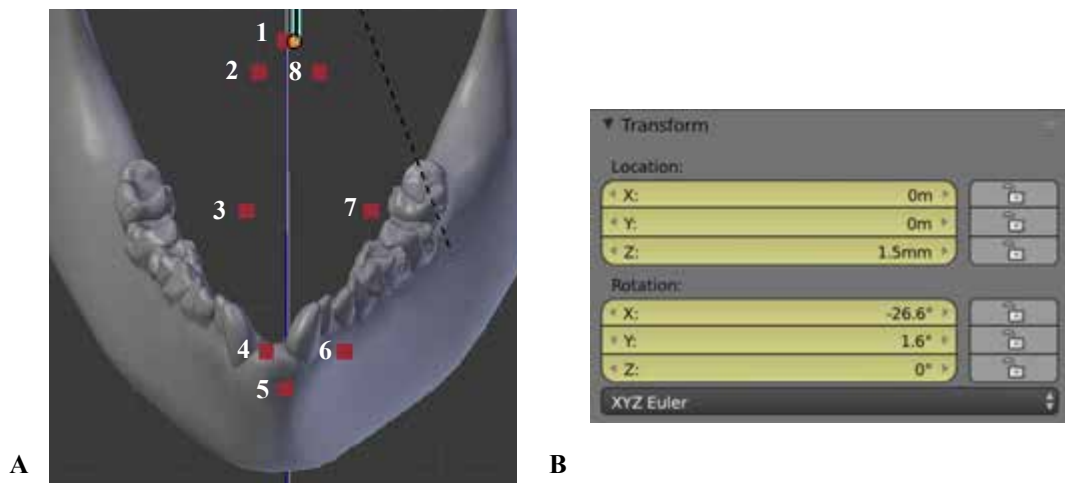 1
2 8
3 7
4 6
5
A
Transform
Location:
X: 0m
Y: 0m
Z: 1.5mm
Rotation:
X: -26.6°
Y: 1.6°
Z: 0°
XYZ Euler
B